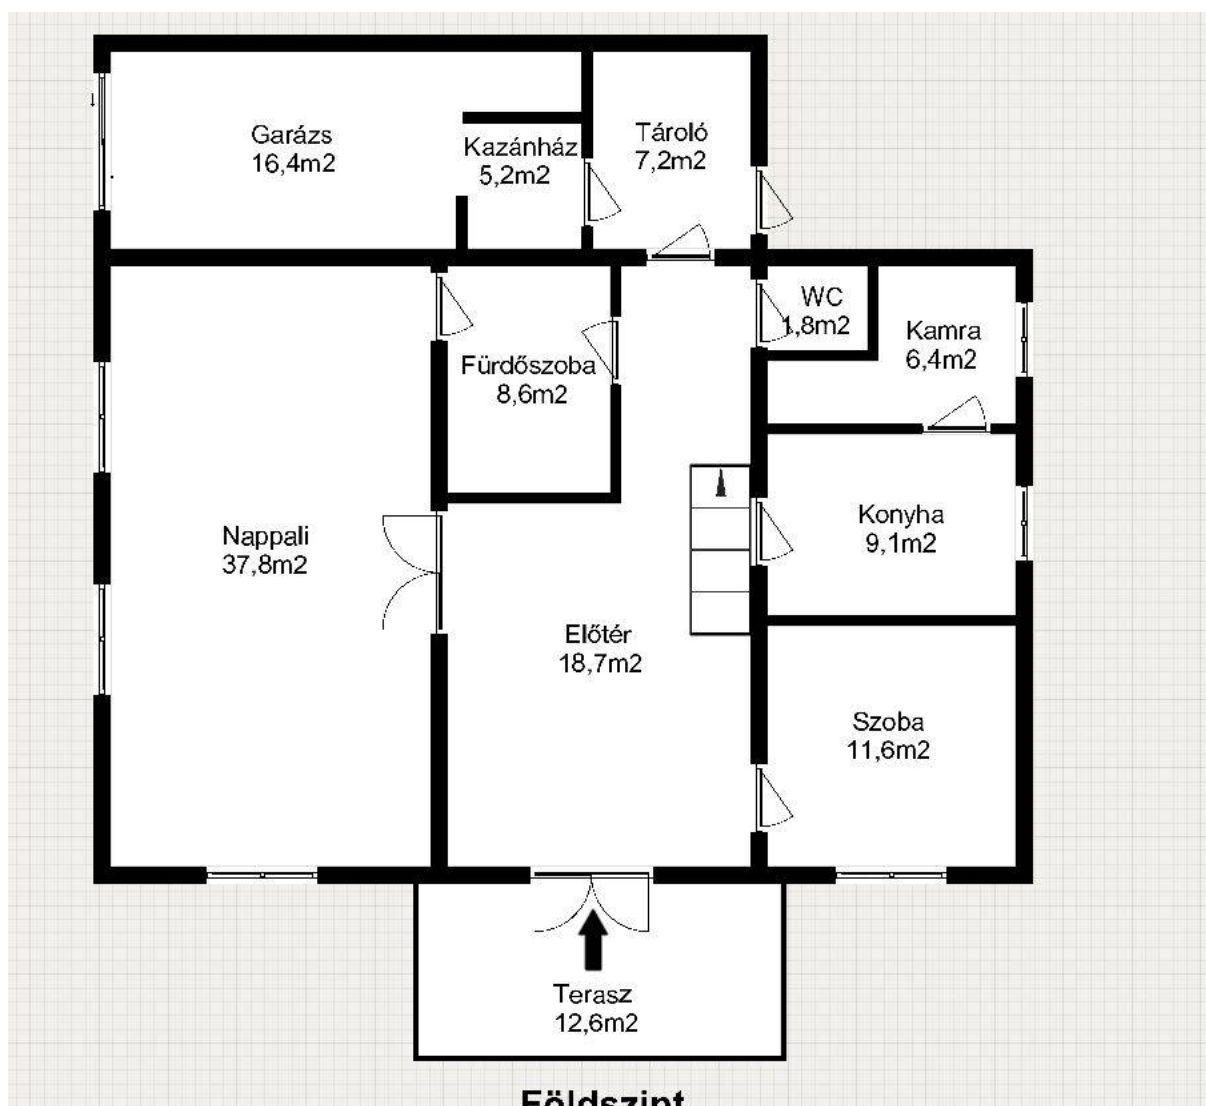 Garázs
16,4m2
Kazánház
5,2m2
Tároló
7,2m2
WC
1,8m2
Kamra
6,4m2
Fürdőszoba
8,6m2
Nappali
37,8m2
Konyha
9,1m2
Előtér
18,7m2
Szoba
11,6m2
Terasz
12,6m2
Földszint